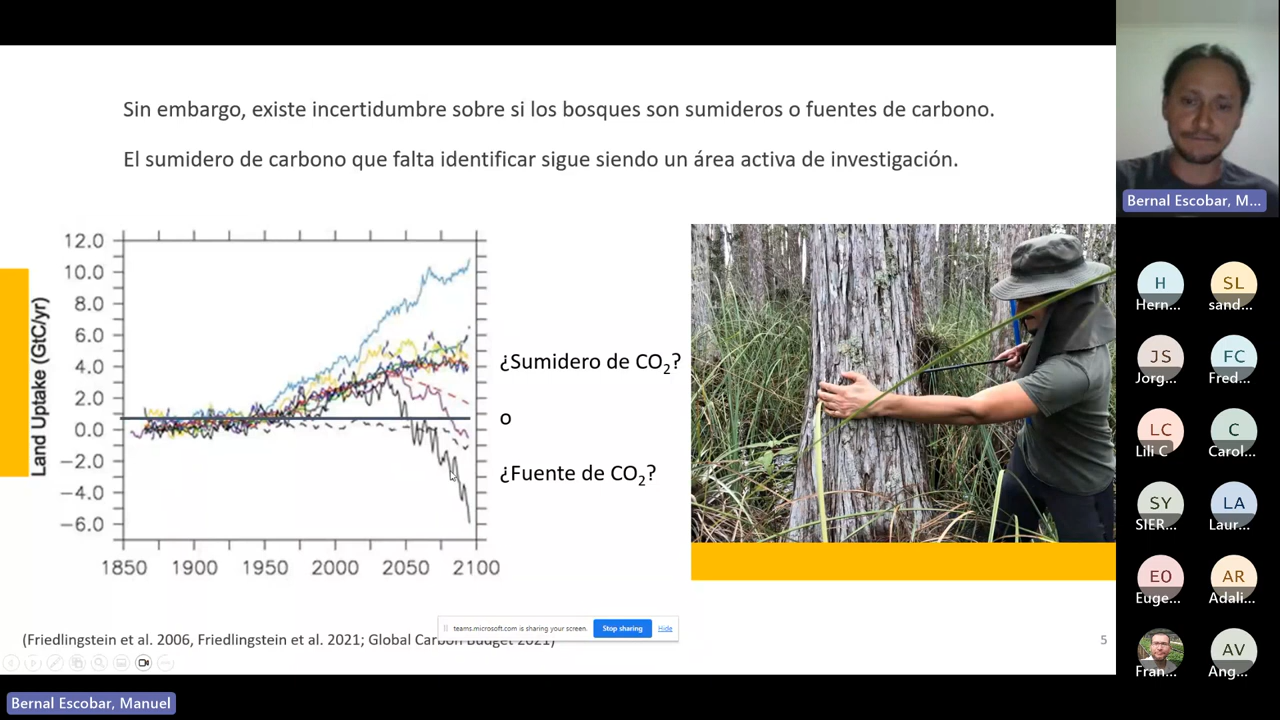 Sin embargo, existe incertidumbre sobre si los bosques son sumideros o fuentes de carbono.
El sumidero de carbono que falta identificar sigue siendo un área activa de investigación.
Land Uptake (GtC/yr)
12.0
10.0
8.0
6.0
4.0
2.0
0.0
−2.0
−4.0
−6.0
1850 1900 1950 2000 2050 2100
¿Sumidero de CO2?
o
¿Fuente de CO2?
teams.microsoft.com is sharing your screen. Stop sharing Hide
(Friedlingstein et al. 2006, Friedlingstein et al. 2021; Global Carbon Budget 2021)
5
Bernal Escobar, Manuel
Bernal Escobar, M...
H SL
Hern... sand...
JS FC
Jorg... Fred...
LC C
Lili C Carol...
SY LA
SIER... Laur...
EO AR
Euge... Adali...
AV
Fran... Ang...